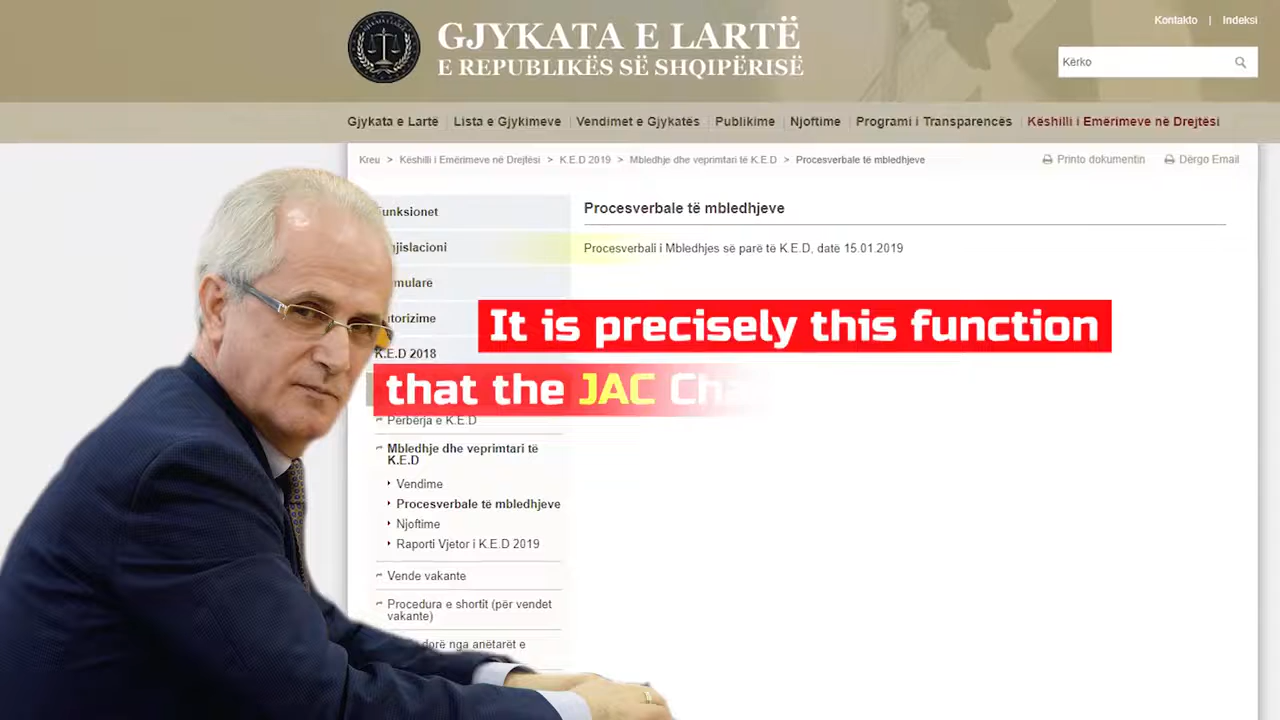 GJYKATA E LARTË
E REPUBLIKËS SË SHQIPËRISË
Kontakto | Indeksi
Kërko
Gjykata e Lartë | Lista e Gjykimeve | Vendimet e Gjykatës | Publikime | Njoftime | Programi i Transparencës | Këshilli i Emërimeve në Drejtësi
Kreu > Këshilli i Emërimeve në Drejtësi > K.E.D 2019 > Mbledhje dhe veprimtari të K.E.D > Procesverbale të mbledhjeve
Printo dokumentin
Dërgo Email
Funksionet
K.E.D 2018
Përbërja e K.E.D
Mbledhje dhe veprimtari të
K.E.D
Vendime
Procesverbale të mbledhjeve
Njoftime
Raporti Vjetor i K.E.D 2019
Vende vakante
Procedura e shortit (për vendet
vakante)
dorë nga anëtarët e
Procesverbale të mbledhjeve
Procesverbali i Mbledhjes së parë të K.E.D, datë 15.01.2019
It is precisely this function
that the JAC